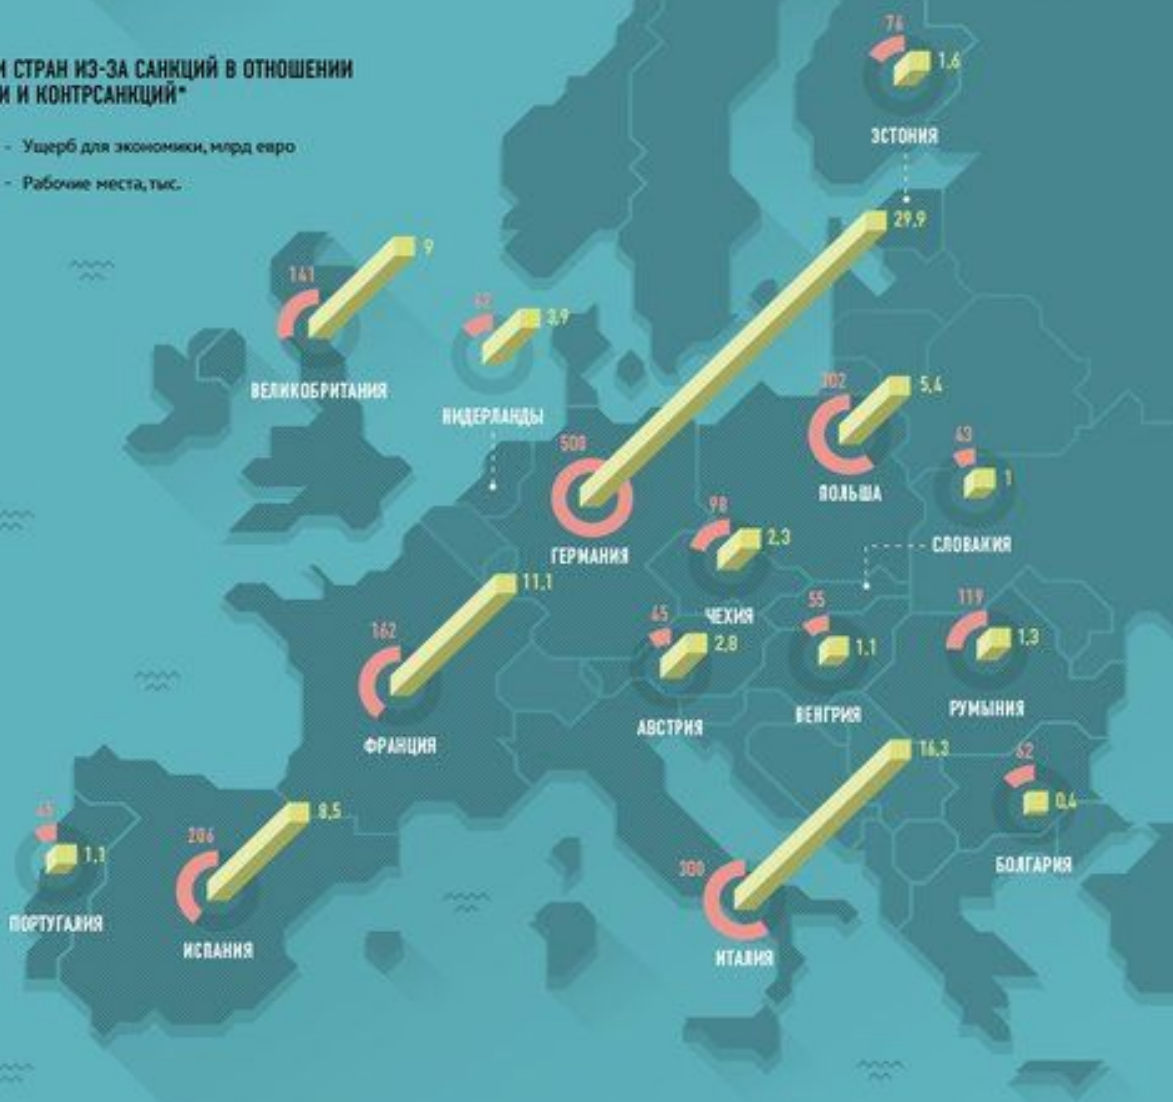 И СТРАН ИЗ-ЗА САНКЦИЙ В ОТНОШЕНИИ
И И КОНТРСАНКЦИЙ*
- Ущерб для экономики, млрд евро
- Рабочие места, тыс.
76
1,6
ЭСТОНИЯ
29,9
141
9
ВЕЛИКОБРИТАНИЯ
62
3,9
НИДЕРЛАНДЫ
500
ГЕРМАНИЯ
302
5,4
ПОЛЬША
43
1
СЛОВАКИЯ
98
2,3
ЧЕХИЯ
11,1
162
ФРАНЦИЯ
45
2,8
АВСТРИЯ
55
1,1
ВЕНГРИЯ
119
1,3
РУМЫНИЯ
16,3
300
ИТАЛИЯ
62
0,4
БОЛГАРИЯ
45
1,1
ПОРТУГАЛИЯ
206
8,5
ИСПАНИЯ